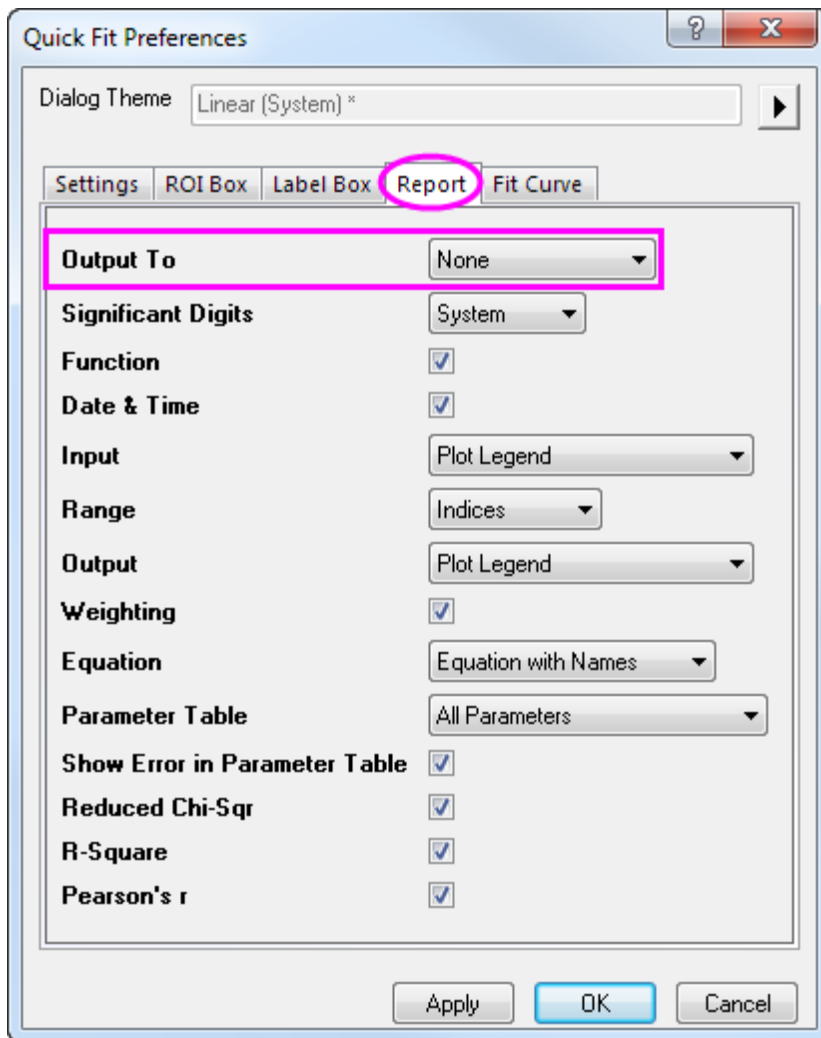 Quick Fit Preferences
Dialog Theme Linear (System) *
Settings ROI Box Label Box Report Fit Curve
Output To None
Significant Digits System
Function
Date & Time
Input Plot Legend
Range Indices
Output Plot Legend
Weighting
Equation Equation with Names
Parameter Table All Parameters
Show Error in Parameter Table
Reduced Chi-Sqr
R-Square
Pearson's r
Apply OK Cancel